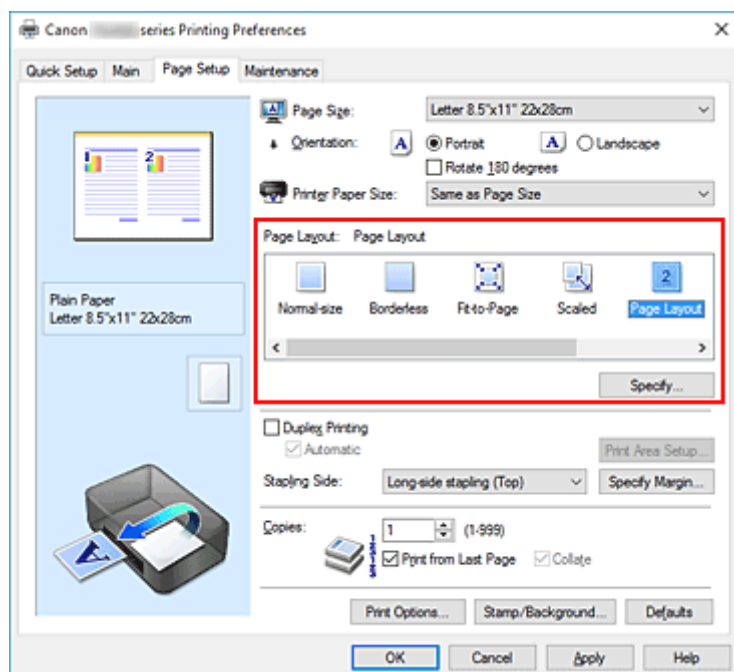 Canon series Printing Preferences
Quick Setup Main Page Setup Maintenance
1 2
Plain Paper
Letter 8.5"x11" 22x28cm
A
Page Size: Letter 8.5"x11" 22x28cm
Orientation: A Portrait A Landscape
Rotate 180 degrees
Printer Paper Size: Same as Page Size
Page Layout: Page Layout
2
Normal-size Borderless Fit-to-Page Scaled Page Layout
Specify...
Duplex Printing
Automatic Print Area Setup...
Stapling Side: Long-side stapling (Top) Specify Margin...
Copies: 1 (1-999)
Print from Last Page Collate
Print Options... Stamp/Background... Defaults
OK Cancel Apply Help